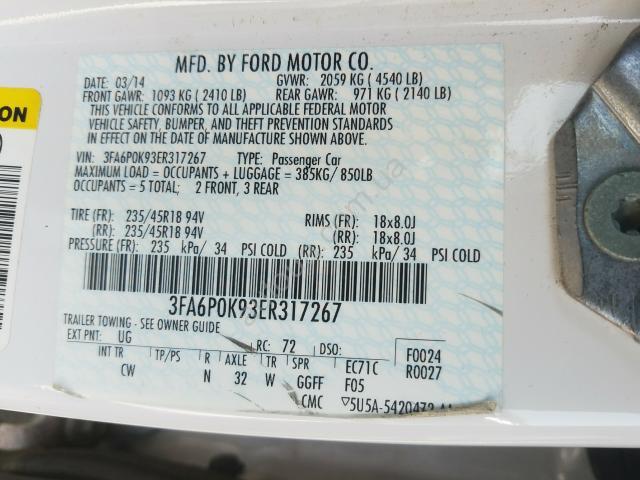 MFD. BY FORD MOTOR CO.
DATE: 03/14 GVWR: 2059 KG ( 4540 LB)
FRONT GAWR: 1093 KG ( 2410 LB) REAR GAWR: 971 KG ( 2140 LB)
THIS VEHICLE CONFORMS TO ALL APPLICABLE FEDERAL MOTOR
VEHICLE SAFETY, BUMPER, AND THEFT PREVENTION STANDARDS
IN EFFECT ON THE DATE OF MANUFACTURE SHOWN ABOVE.
VIN: 3FA6P0K93ER317267 TYPE: Passenger Car
MAXIMUM LOAD = OCCUPANTS + LUGGAGE = 385KG/ 850LB
OCCUPANTS = 5 TOTAL; 2 FRONT, 3 REAR
TIRE (FR): 235/45R18 94V RIMS (FR): 18x8.0J
(RR): 235/45R18 94V (RR): 18x8.0J
PRESSURE (FR): 235 kPa/ 34 PSI COLD (RR): 235 kPa/ 34 PSI COLD
3FA6P0K93ER317267
TRAILER TOWING - SEE OWNER GUIDE
EXT PNT: UG RC: 72 DSO: F0024
INT TR TP/PS R AXLE TR SPR EC71C R0027
CW N 32 W GGFF F05
CMC ▽5U5A-5420472
ION